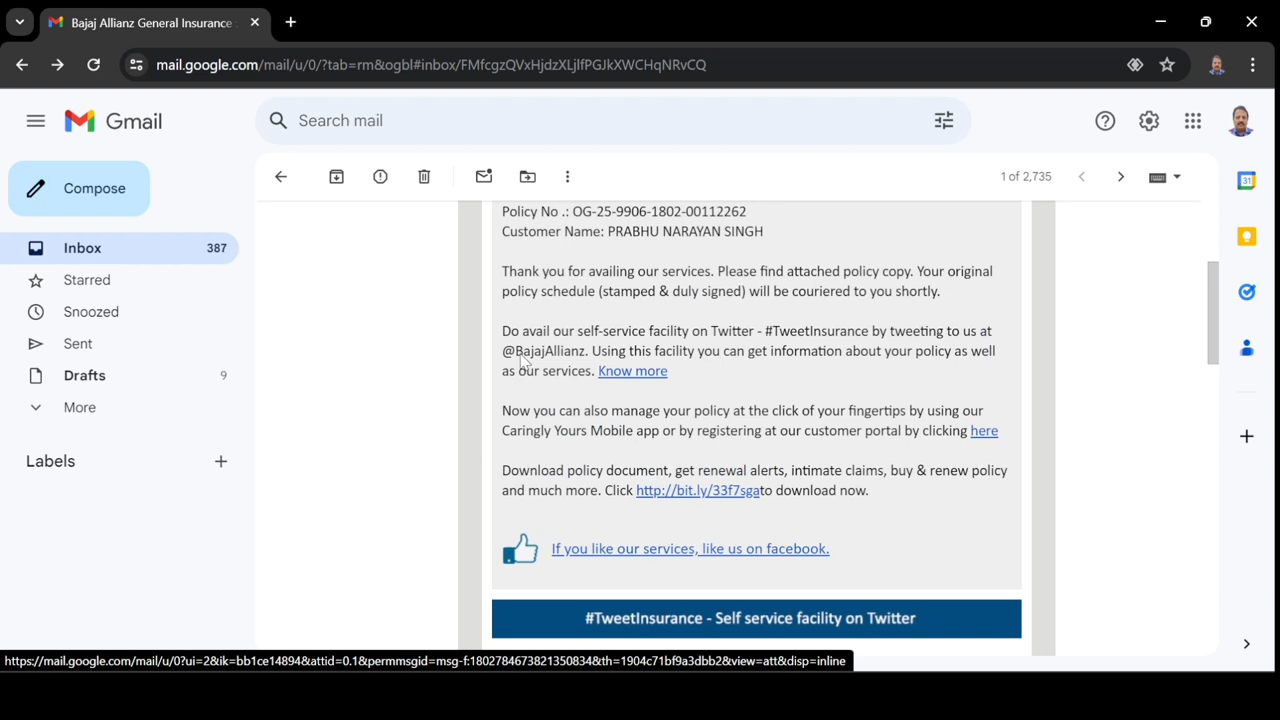 Bajaj Allianz General Insurance
mail.google.com/mail/u/0/?tab=rm&ogbl#inbox/FMfcgzQVxHjdzXLjlfPGJkXWCHqNRvCQ
Gmail
Search mail
Compose
1 of 2,735
Inbox 387
Starred
Snoozed
Sent
Drafts 9
More
Labels
31
Policy No .: OG-25-9906-1802-00112262
Customer Name: PRABHU NARAYAN SINGH
Thank you for availing our services. Please find attached policy copy. Your original
policy schedule (stamped & duly signed) will be couriered to you shortly.
Do avail our self-service facility on Twitter - #TweetInsurance by tweeting to us at
@BajajAllianz. Using this facility you can get information about your policy as well
as our services. Know more
Now you can also manage your policy at the click of your fingertips by using our
Caringly Yours Mobile app or by registering at our customer portal by clicking here
Download policy document, get renewal alerts, intimate claims, buy & renew policy
and much more. Click http://bit.ly/33f7sgato download now.
If you like our services, like us on facebook.
#TweetInsurance - Self service facility on Twitter
https://mail.google.com/mail/u/0?ui=2&ik=bb1ce14894&attid=0.1&permmsgid=msg-f:1802784673821350834&th=1904c71bf9a3dbb2&view=att&disp=inline